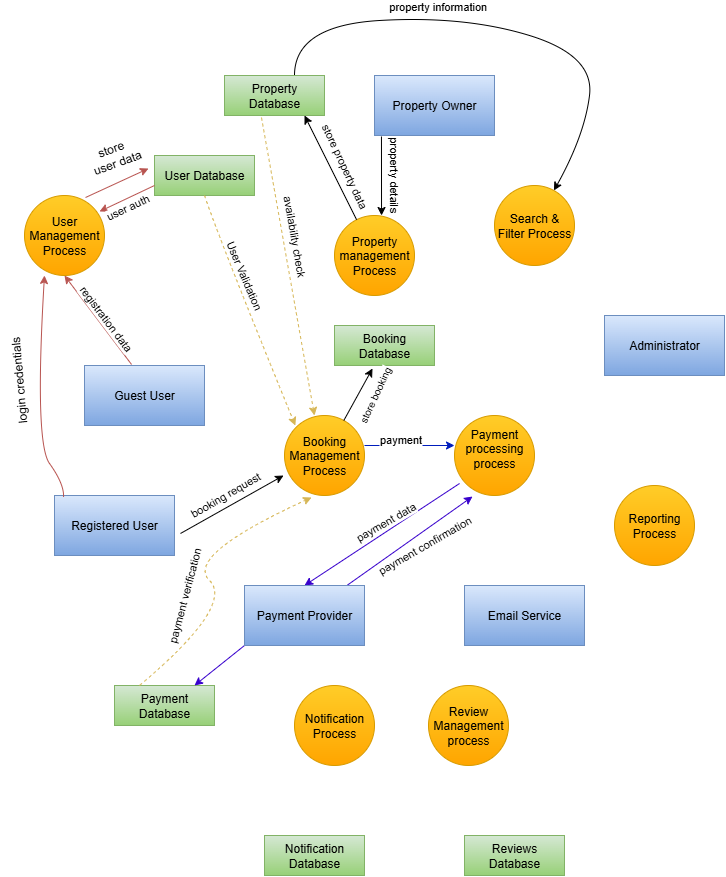 property information
Property
Database
Property Owner
store
user data
User Database
user auth
store property data
property details
User
Management
Process
availability check
User Validation
Property
management
Process
Search &
Filter Process
registration data
login credentials
Booking
Database
Administrator
Guest User
store booking
Booking
Management
Process
payment
Payment
processing
process
booking request
Registered User
payment data
payment confirmation
Reporting
Process
payment verification
Payment Provider
Email Service
Payment
Database
Notification
Process
Review
Management
process
Notification
Database
Reviews
Database